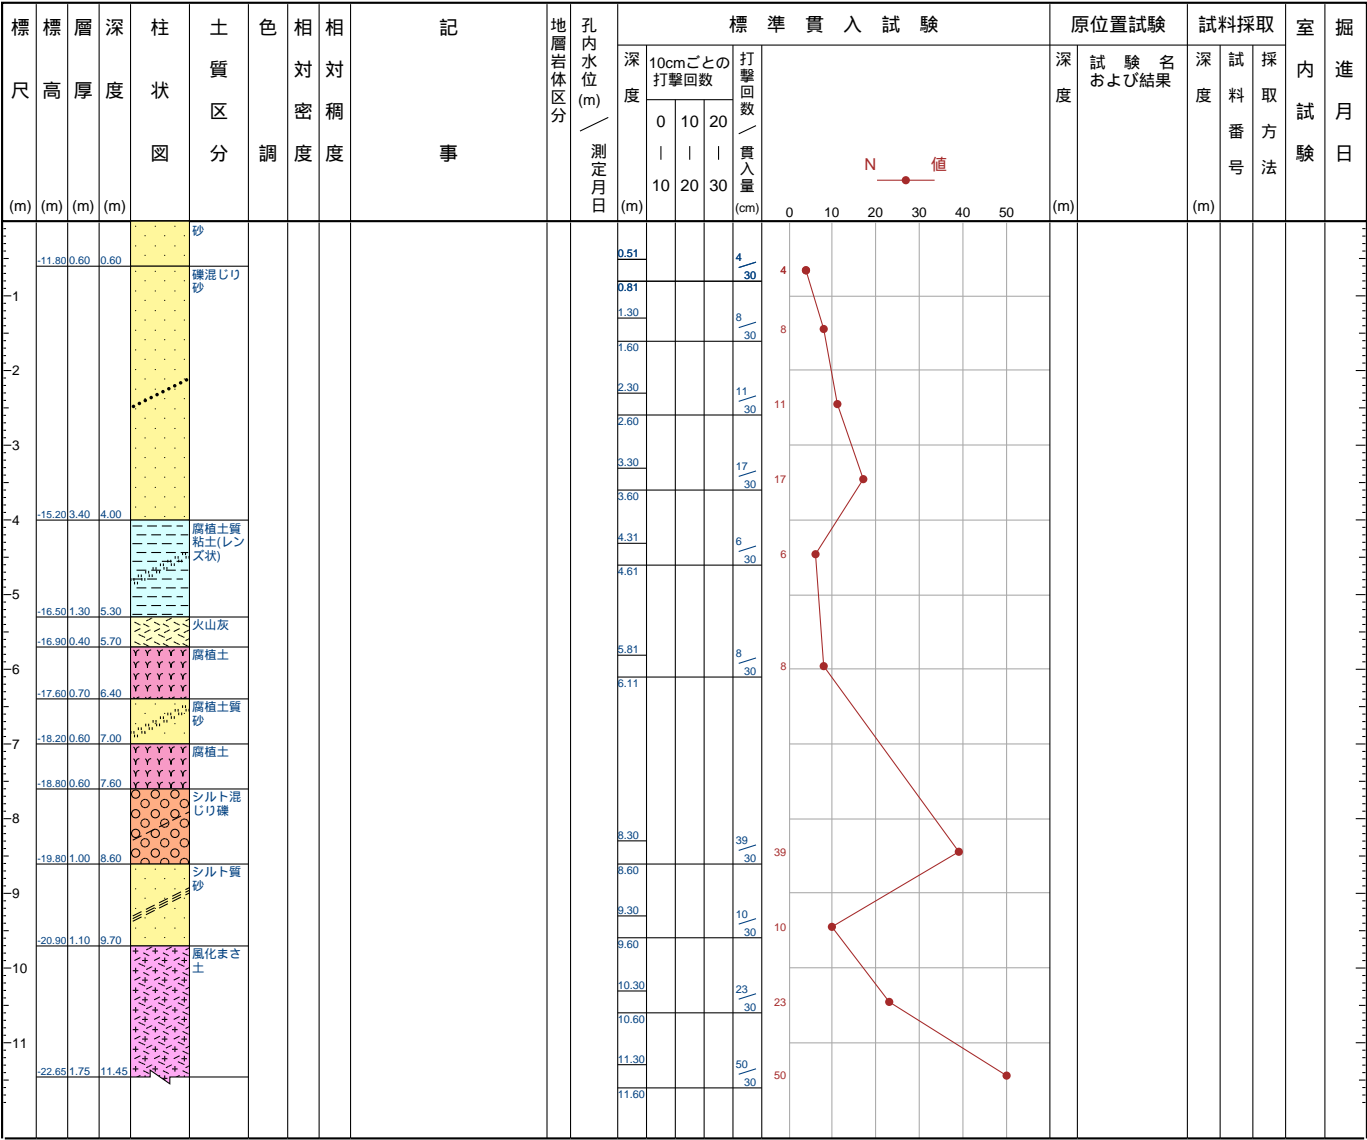 標尺 (m)
標高 (m)
層厚 (m)
深度 (m)
柱状図
土質区分
色調
相対密度
相対稠度
記事
地層岩体区分
孔内水位(m)／測定月日
標準貫入試験
深度 (m)
10cmごとの
打撃回数
0｜10
10｜20
20｜30
打撃回数／貫入量 (cm)
N 値
0 10 20 30 40 50
原位置試験
深度 (m)
試験名
および結果
試料採取
深度 (m)
試料番号
採取方法
室内試験
掘進月日
砂
-11.80 0.60 0.60
礫混じり
砂
-15.20 3.40 4.00
腐植土質
粘土(レン
ズ状)
-16.50 1.30 5.30
火山灰
-16.90 0.40 5.70
腐植土
-17.60 0.70 6.40
腐植土質
砂
-18.20 0.60 7.00
腐植土
-18.80 0.60 7.60
シルト混
じり礫
-19.80 1.00 8.60
シルト質
砂
-20.90 1.10 9.70
風化まさ
土
-22.65 1.75 11.45
1
2
3
4
5
6
7
8
9
10
11
0.51 4/30 4
0.81
1.30 8/30 8
1.60
2.30 11/30 11
2.60
3.30 17/30 17
3.60
4.31 6/30 6
4.61
5.81 8/30 8
6.11
8.30 39/30 39
8.60
9.30 10/30 10
9.60
10.30 23/30 23
10.60
11.30 50/30 50
11.60